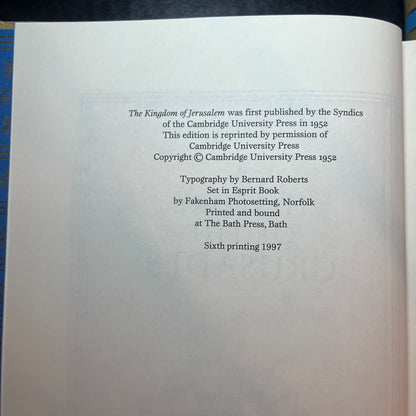 The Kingdom of Jerusalem was first published by the Syndics
of the Cambridge University Press in 1952
This edition is reprinted by permission of
Cambridge University Press
Copyright © Cambridge University Press 1952
Typography by Bernard Roberts
Set in Esprit Book
by Fakenham Photosetting, Norfolk
Printed and bound
at The Bath Press, Bath
Sixth printing 1997